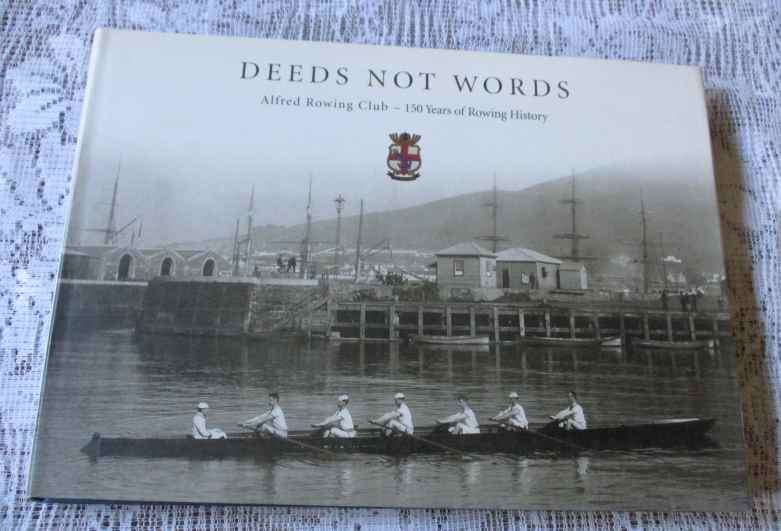 DEEDS NOT WORDS
Alfred Rowing Club – 150 Years of Rowing History